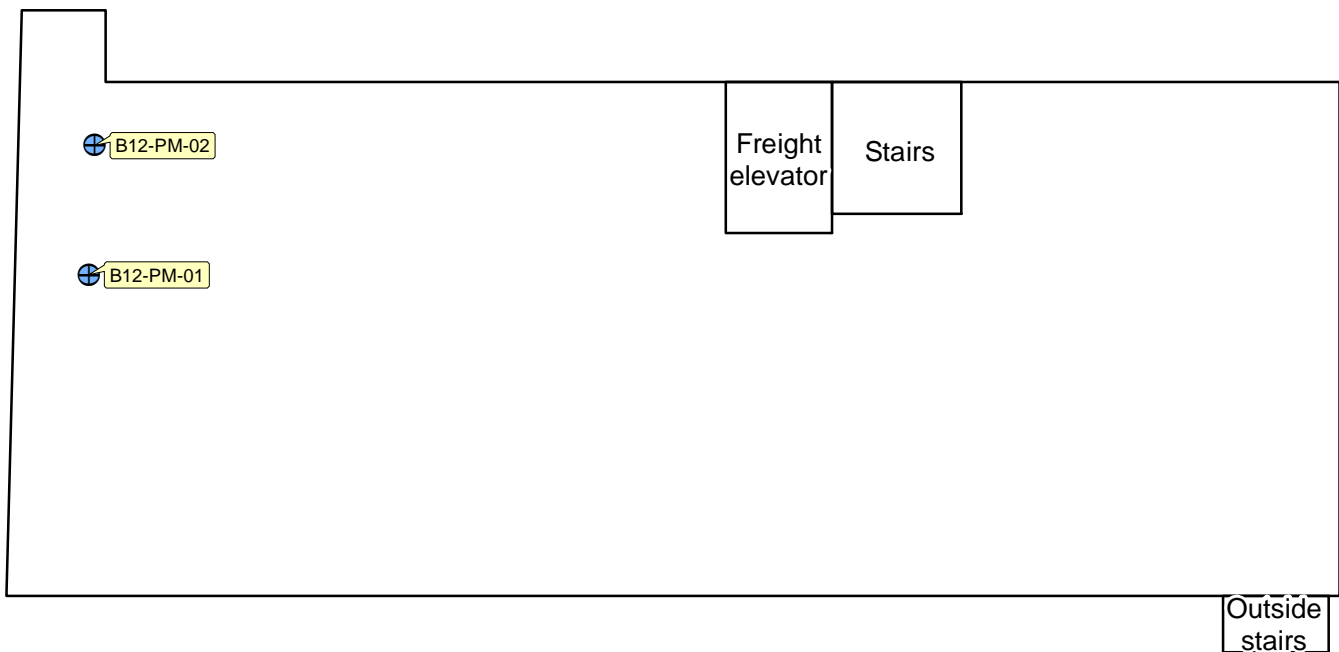 B12-PM-02
Freight
elevator
Stairs
B12-PM-01
Outside
stairs